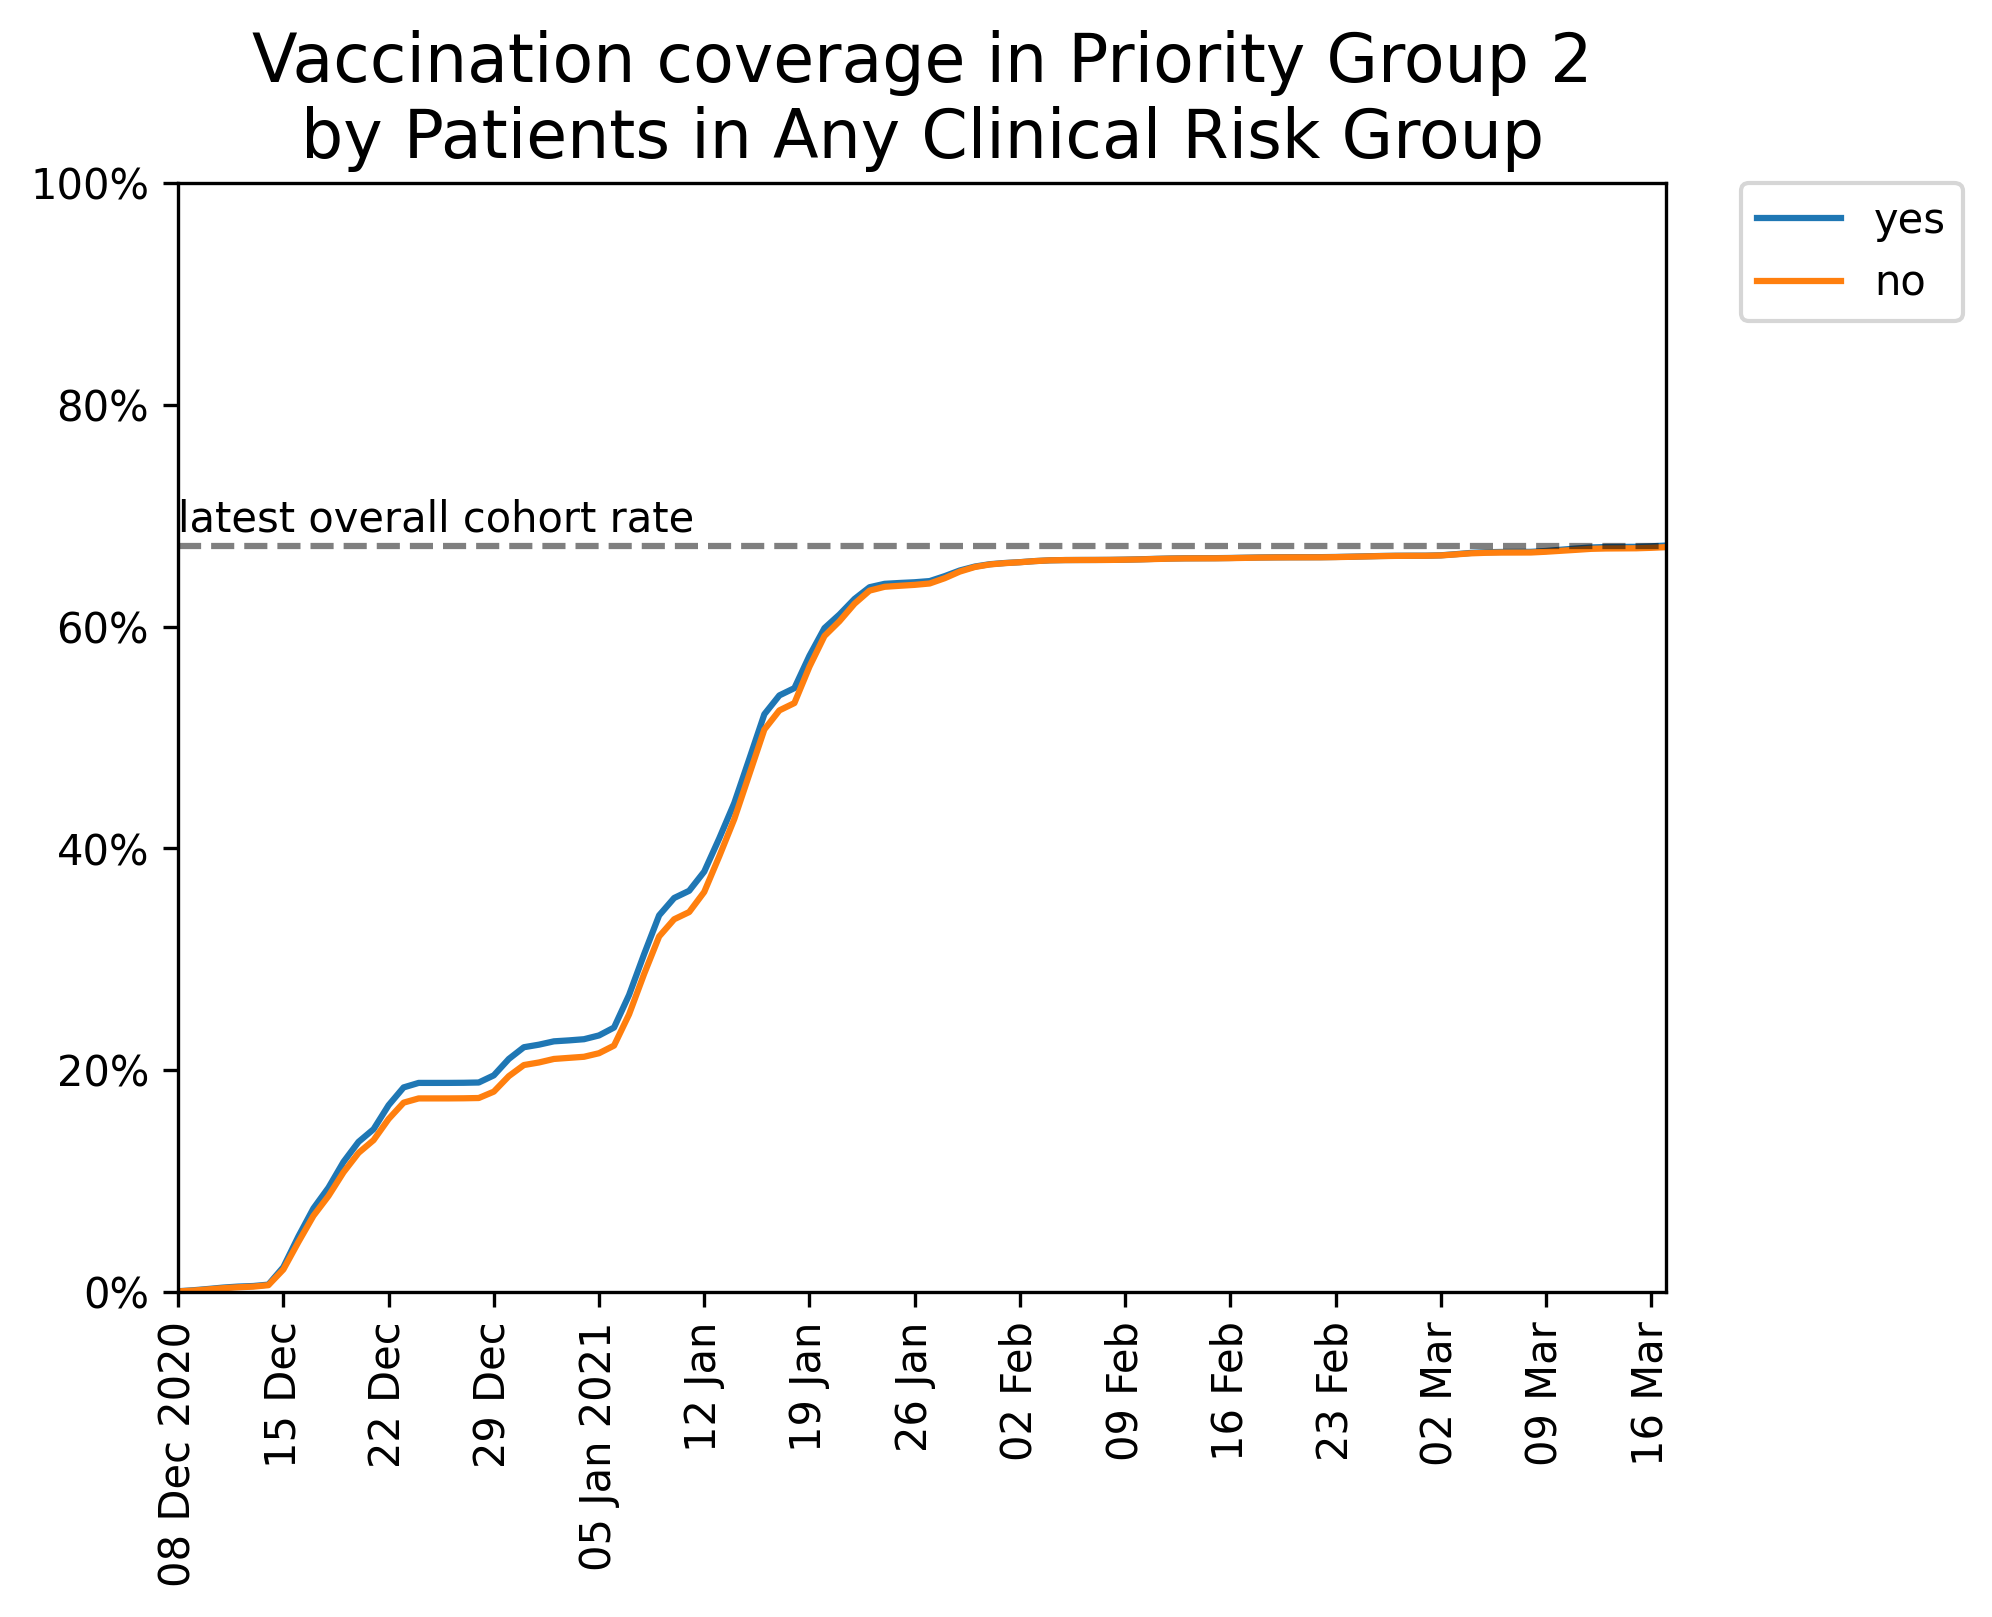 Vaccination coverage in Priority Group 2
by Patients in Any Clinical Risk Group
100%
80%
60%
40%
20%
0%
latest overall cohort rate
yes
no
08 Dec 2020
15 Dec
22 Dec
29 Dec
05 Jan 2021
12 Jan
19 Jan
26 Jan
02 Feb
09 Feb
16 Feb
23 Feb
02 Mar
09 Mar
16 Mar